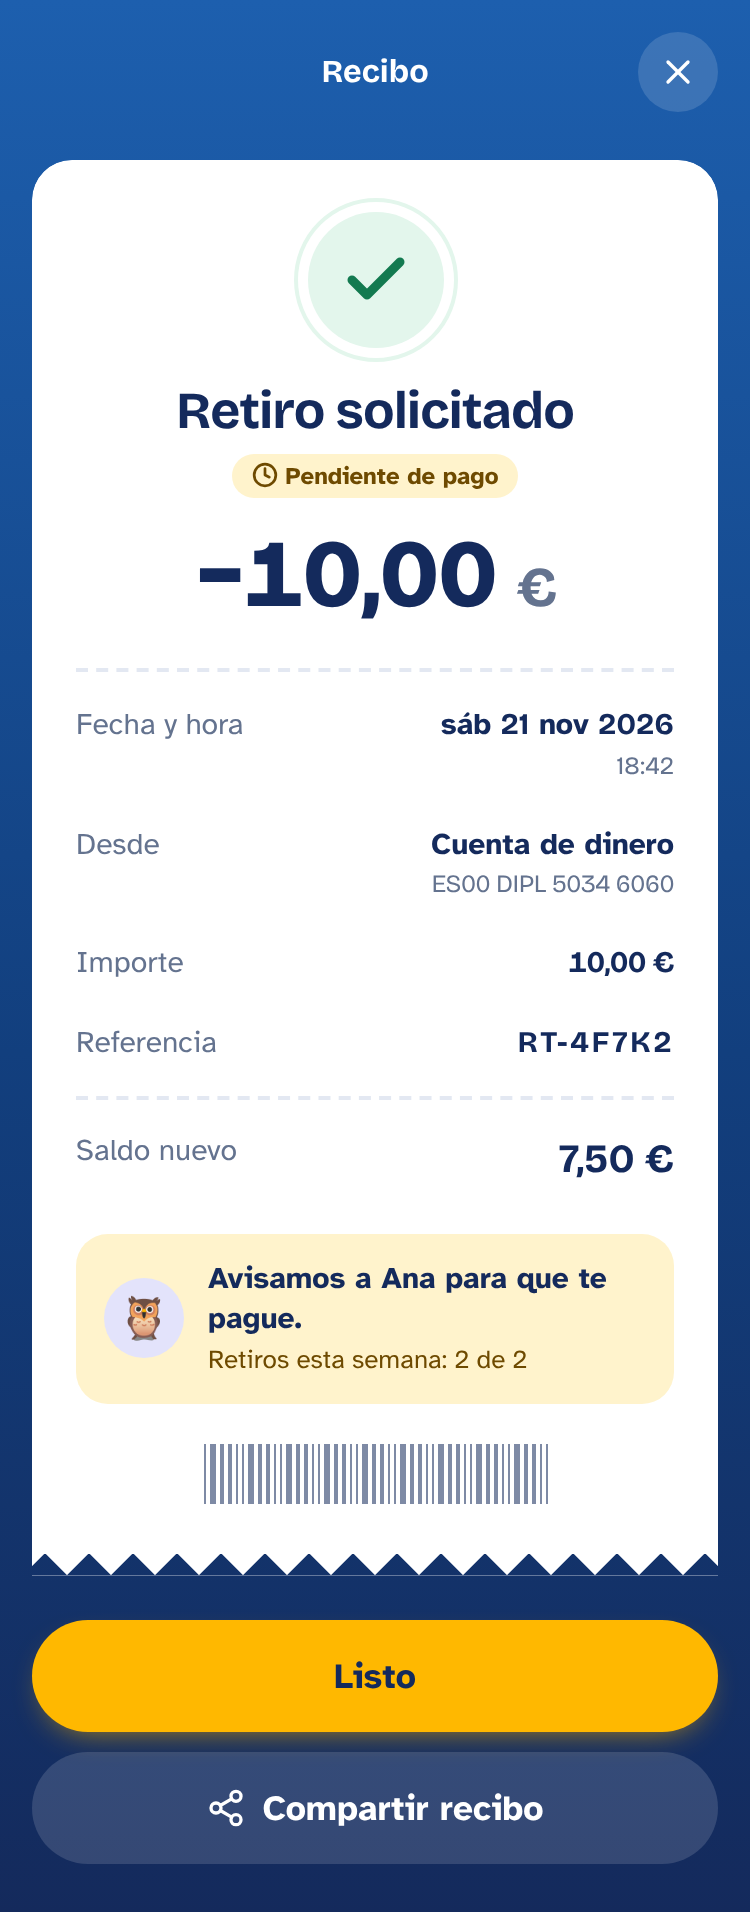 Recibo
Retiro solicitado
Pendiente de pago
−10,00 €
Fecha y hora
sáb 21 nov 2026
18:42
Desde
Cuenta de dinero
ES00 DIPL 5034 6060
Importe
10,00 €
Referencia
RT-4F7K2
Saldo nuevo
7,50 €
Avisamos a Ana para que te
pague.
Retiros esta semana: 2 de 2
Listo
Compartir recibo